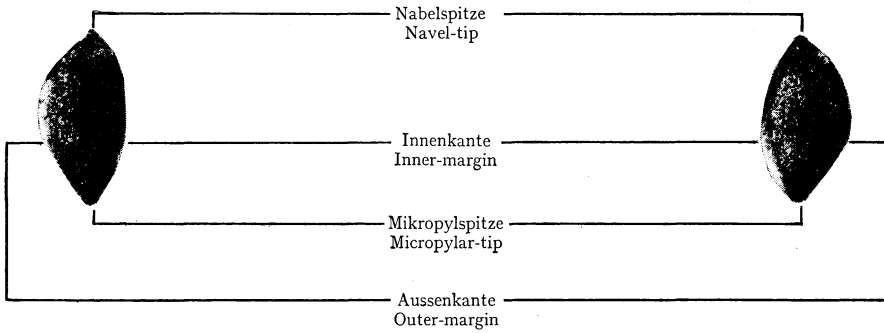 Nabelspitze
Navel-tip
Innenkante
Inner-margin
Mikropylspitze
Micropylar-tip
Aussenkante
Outer-margin